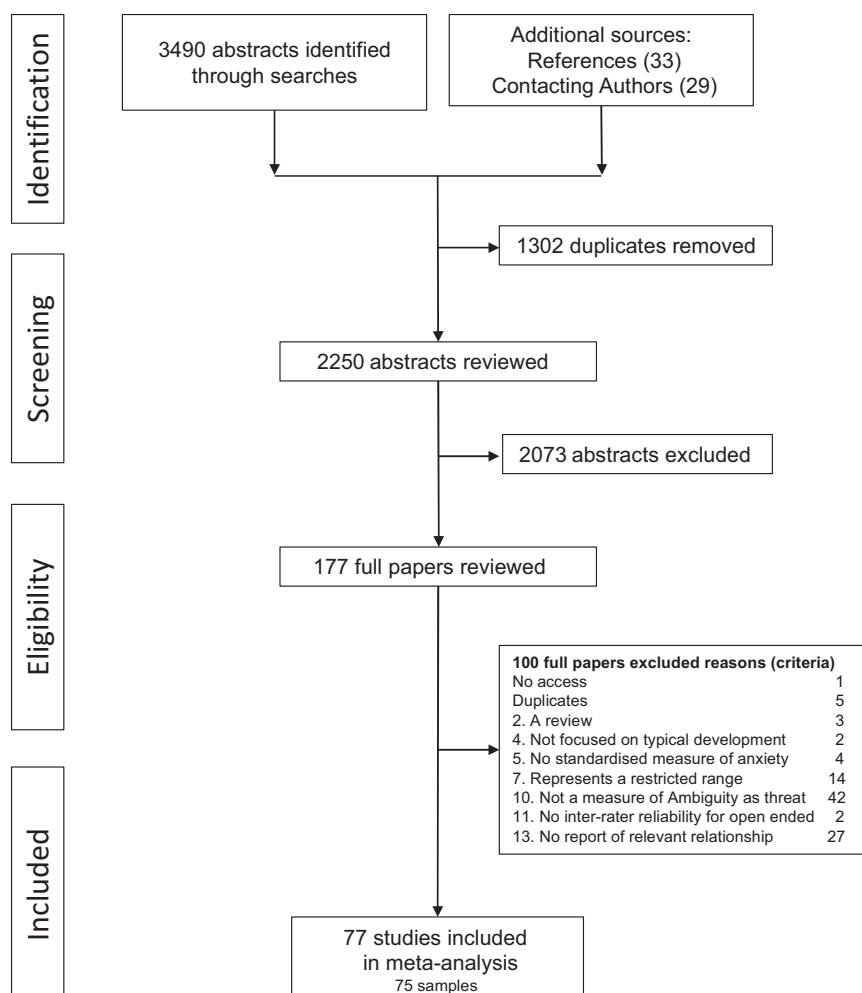 Identification
3490 abstracts identified
through searches
Additional sources:
References (33)
Contacting Authors (29)
1302 duplicates removed
Screening
2250 abstracts reviewed
2073 abstracts excluded
Eligibility
177 full papers reviewed
100 full papers excluded reasons (criteria)
No access 1
Duplicates 5
2. A review 3
4. Not focused on typical development 2
5. No standardised measure of anxiety 4
7. Represents a restricted range 14
10. Not a measure of Ambiguity as threat 42
11. No inter-rater reliability for open ended 2
13. No report of relevant relationship 27
Included
77 studies included
in meta-analysis
75 samples